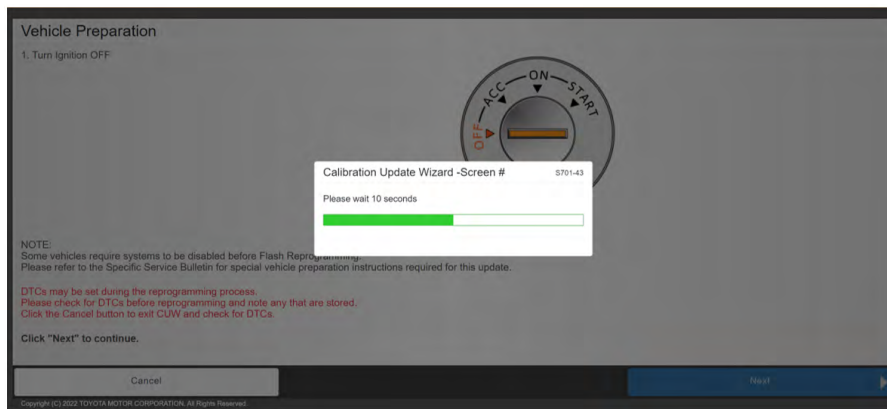 Vehicle Preparation
1. Turn Ignition OFF
OFF
ACC
ON
START
Calibration Update Wizard -Screen #
S701-43
Please wait 10 seconds
NOTE:
Some vehicles require systems to be disabled before Flash Reprogramming.
Please refer to the Specific Service Bulletin for special vehicle preparation instructions required for this update.
DTCs may be set during the reprogramming process.
Please check for DTCs before reprogramming and note any that are stored.
Click the Cancel button to exit CUW and check for DTCs.
Click "Next" to continue.
Cancel
Next
Copyright (C) 2022 TOYOTA MOTOR CORPORATION. All Rights Reserved.